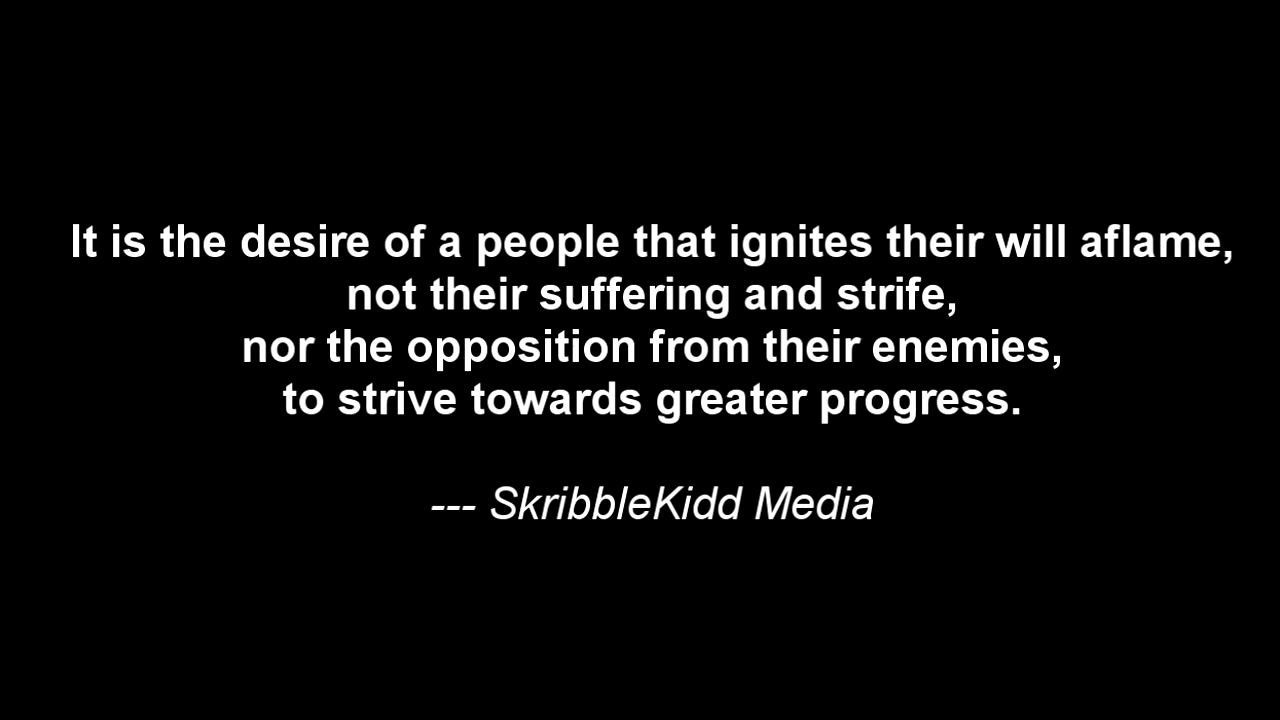 It is the desire of a people that ignites their will aflame,
not their suffering and strife,
nor the opposition from their enemies,
to strive towards greater progress.
--- SkribbleKidd Media